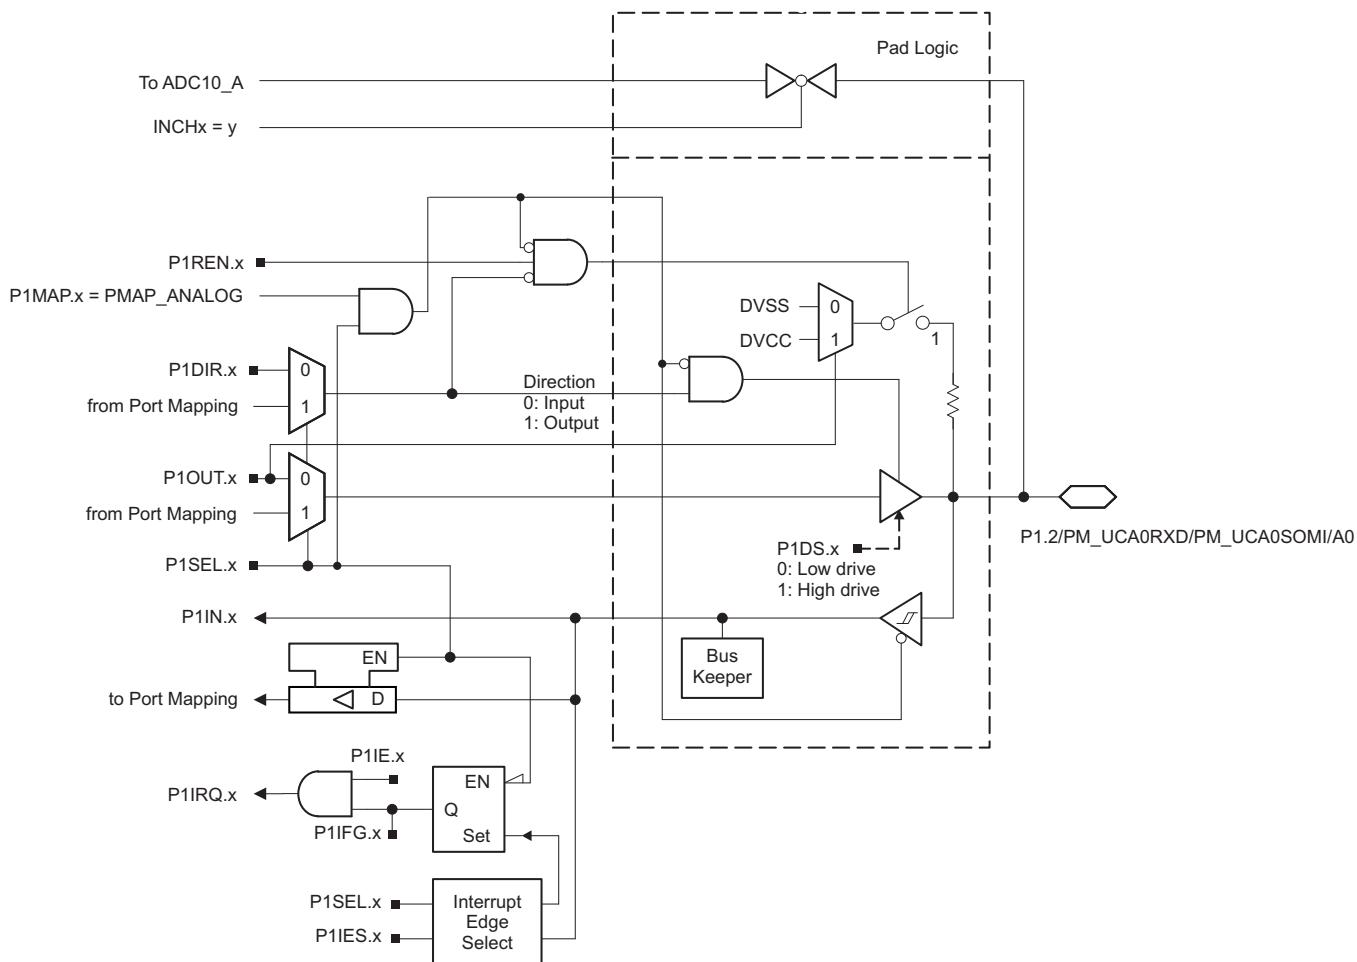 Pad Logic
To ADC10_A
INCHx = y
P1REN.x
P1MAP.x = PMAP_ANALOG
DVSS
0
DVCC
1
1
P1DIR.x
0
from Port Mapping
1
Direction
0: Input
1: Output
P1OUT.x
0
from Port Mapping
1
P1.2/PM_UCA0RXD/PM_UCA0SOMI/A0
P1DS.x
0: Low drive
1: High drive
P1SEL.x
P1IN.x
Bus
Keeper
EN
to Port Mapping
D
P1IE.x
EN
P1IRQ.x
Q
P1IFG.x
Set
P1SEL.x
P1IES.x
Interrupt
Edge
Select